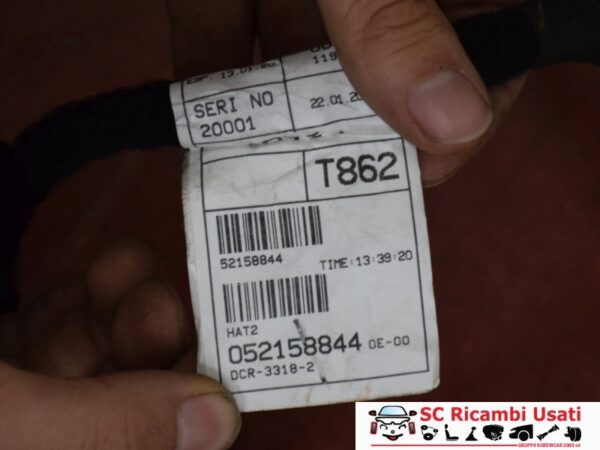 119
SERI NO
20001
22.01.20
T862
52158844
TIME:13:39:20
HAT2
052158844 OE-00
DCR-3318-2
SC Ricambi Usati